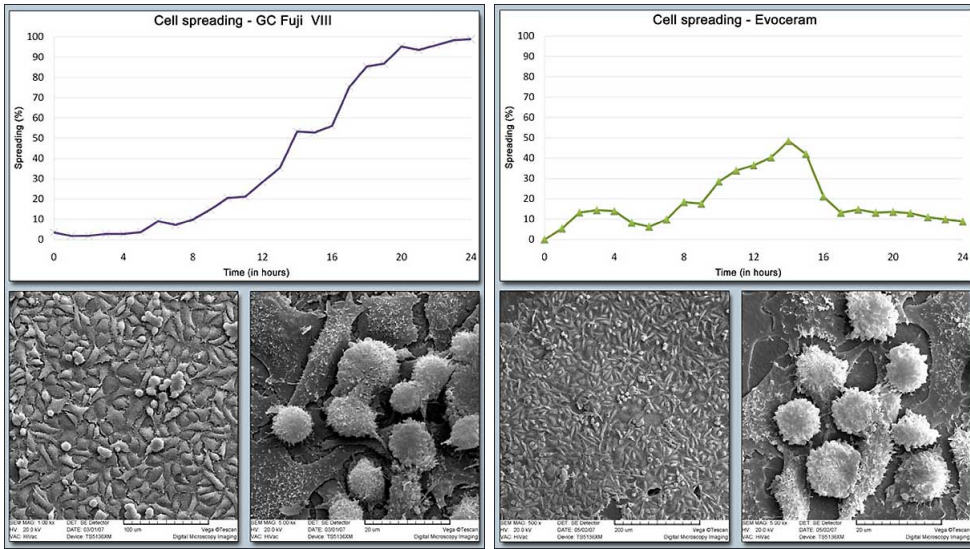 Cell spreading - GC Fuji VIII
100
90
80
70
60
50
40
30
20
10
0
Spreading (%)
0 4 8 12 16 20 24
Time (in hours)
SEM MAG: 1.00 kx DET: SE Detector
HV: 20.0 kV DATE: 03/01/07 100 um Vega ©Tescan
VAC: HiVac Device: TS5136XM Digital Microscopy Imaging
SEM MAG: 5.00 kx DET: SE Detector
HV: 20.0 kV DATE: 03/01/07 20 um Vega ©Tescan
VAC: HiVac Device: TS5136XM Digital Microscopy Imaging
Cell spreading - Evoceram
100
90
80
70
60
50
40
30
20
10
0
Spreading (%)
0 4 8 12 16 20 24
Time (in hours)
SEM MAG: 500 x DET: SE Detector
HV: 20.0 kV DATE: 05/02/07 200 um Vega ©Tescan
VAC: HiVac Device: TS5136XM Digital Microscopy Imaging
SEM MAG: 5.00 kx DET: SE Detector
HV: 20.0 kV DATE: 05/02/07 20 um Vega ©Tescan
VAC: HiVac Device: TS5136XM Digital Microscopy Imaging